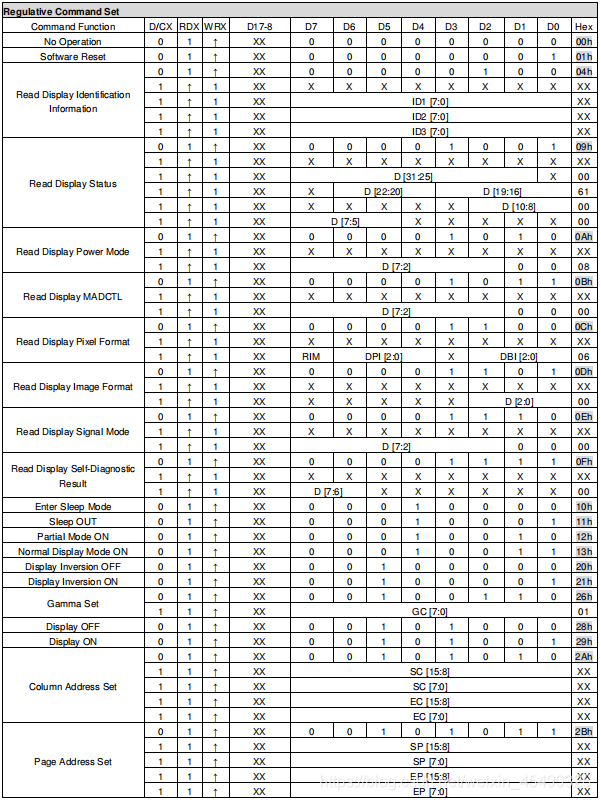 Regulative Command Set
Command Function D/CX RDX WRX D17-8 D7 D6 D5 D4 D3 D2 D1 D0 Hex
No Operation 0 1 ↑ XX 0 0 0 0 0 0 0 0 00h
Software Reset 0 1 ↑ XX 0 0 0 0 0 0 0 1 01h
Read Display Identification Information
0 1 ↑ XX 0 0 0 0 0 1 0 0 04h
1 ↑ 1 XX X X X X X X X X XX
1 ↑ 1 XX ID1 [7:0] XX
1 ↑ 1 XX ID2 [7:0] XX
1 ↑ 1 XX ID3 [7:0] XX
Read Display Status
0 1 ↑ XX 0 0 0 0 1 0 0 1 09h
1 ↑ 1 XX X X X X X X X X XX
1 ↑ 1 XX D [31:25] X 00
1 ↑ 1 XX X D [22:20] D [19:16] 61
1 ↑ 1 XX X X X X X D [10:8] 00
1 ↑ 1 XX D [7:5] X X X X X 00
Read Display Power Mode
0 1 ↑ XX 0 0 0 0 1 0 1 0 0Ah
1 ↑ 1 XX X X X X X X X X XX
1 ↑ 1 XX D [7:2] 0 0 08
Read Display MADCTL
0 1 ↑ XX 0 0 0 0 1 0 1 1 0Bh
1 ↑ 1 XX X X X X X X X X XX
1 ↑ 1 XX D [7:2] 0 0 00
Read Display Pixel Format
0 1 ↑ XX 0 0 0 0 1 1 0 0 0Ch
1 ↑ 1 XX X X X X X X X X XX
1 ↑ 1 XX RIM DPI [2:0] X DBI [2:0] 06
Read Display Image Format
0 1 ↑ XX 0 0 0 0 1 1 0 1 0Dh
1 ↑ 1 XX X X X X X X X X XX
1 ↑ 1 XX X X X X X D [2:0] 00
Read Display Signal Mode
0 1 ↑ XX 0 0 0 0 1 1 1 0 0Eh
1 ↑ 1 XX X X X X X X X X XX
1 ↑ 1 XX D [7:2] 0 0 00
Read Display Self-Diagnostic Result
0 1 ↑ XX 0 0 0 0 1 1 1 1 0Fh
1 ↑ 1 XX X X X X X X X X XX
1 ↑ 1 XX D [7:6] X X X X X X 00
Enter Sleep Mode 0 1 ↑ XX 0 0 0 1 0 0 0 0 10h
Sleep OUT 0 1 ↑ XX 0 0 0 1 0 0 0 1 11h
Partial Mode ON 0 1 ↑ XX 0 0 0 1 0 0 1 0 12h
Normal Display Mode ON 0 1 ↑ XX 0 0 0 1 0 0 1 1 13h
Display Inversion OFF 0 1 ↑ XX 0 0 1 0 0 0 0 0 20h
Display Inversion ON 0 1 ↑ XX 0 0 1 0 0 0 0 1 21h
Gamma Set
0 1 ↑ XX 0 0 1 0 0 1 1 0 26h
1 1 ↑ XX GC [7:0] 01
Display OFF 0 1 ↑ XX 0 0 1 0 1 0 0 0 28h
Display ON 0 1 ↑ XX 0 0 1 0 1 0 0 1 29h
Column Address Set
0 1 ↑ XX 0 0 1 0 1 0 1 0 2Ah
1 1 ↑ XX SC [15:8] XX
1 1 ↑ XX SC [7:0] XX
1 1 ↑ XX EC [15:8] XX
1 1 ↑ XX EC [7:0] XX
Page Address Set
0 1 ↑ XX 0 0 1 0 1 0 1 1 2Bh
1 1 ↑ XX SP [15:8] XX
1 1 ↑ XX SP [7:0] XX
1 1 ↑ XX EP [15:8] XX
1 1 ↑ XX EP [7:0] XX